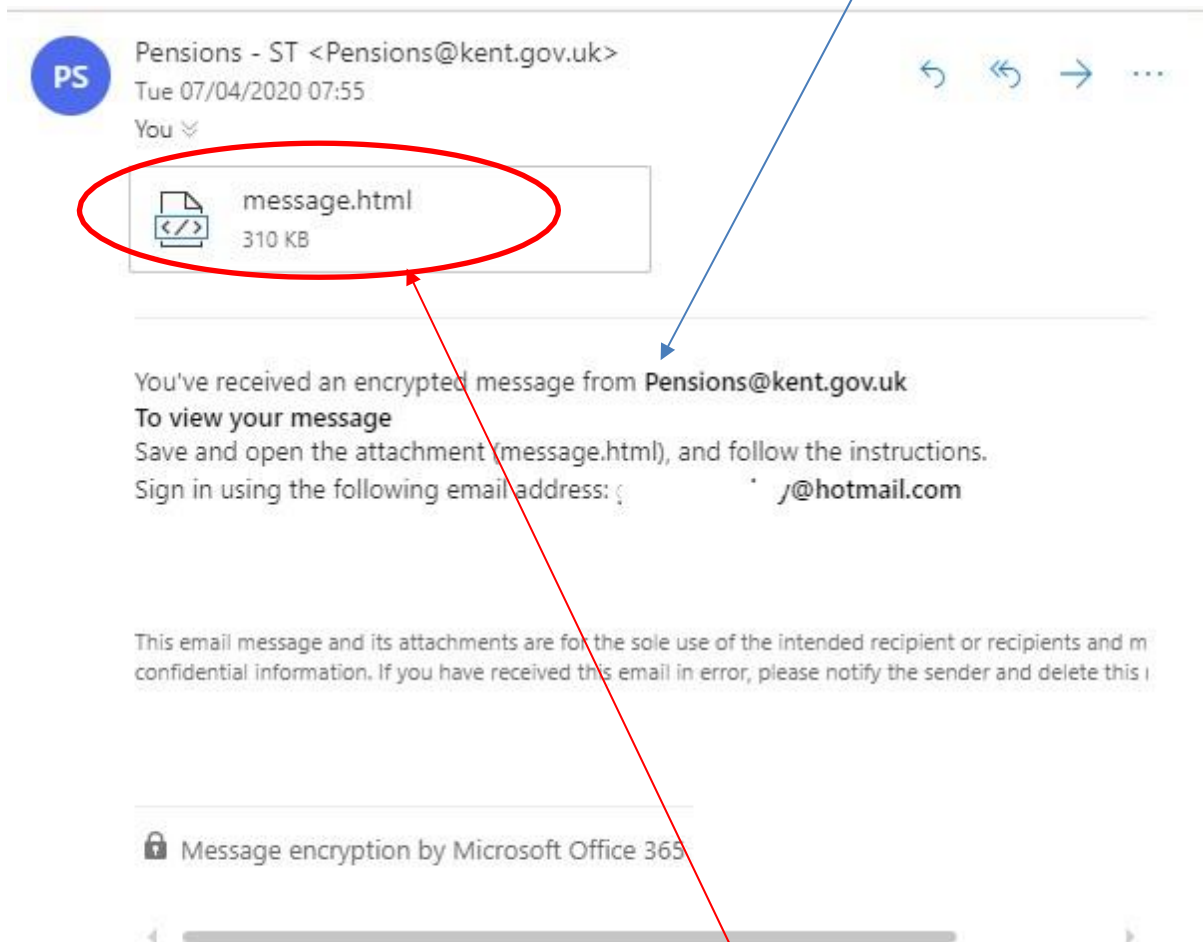 Pensions - ST <Pensions@kent.gov.uk>
PS
Tue 07/04/2020 07:55
You
message.html
310 KB
You've received an encrypted message from Pensions@kent.gov.uk
To view your message
Save and open the attachment (message.html), and follow the instructions.
Sign in using the following email address: y@hotmail.com
This email message and its attachments are for the sole use of the intended recipient or recipients and m
confidential information. If you have received this email in error, please notify the sender and delete this
Message encryption by Microsoft Office 365